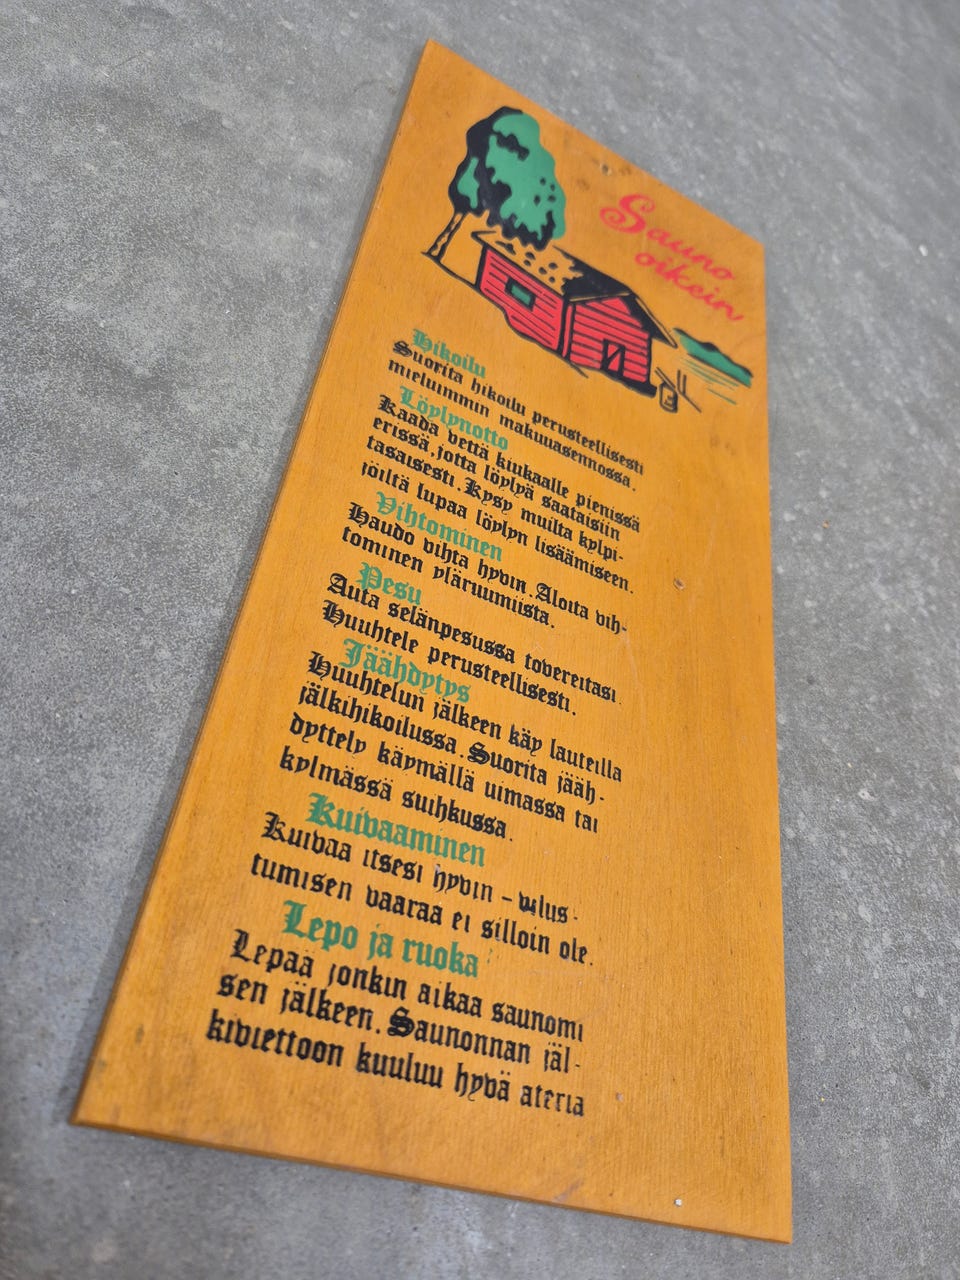 Sauno
oikein
Hikoilu
Suorita hikoilu perusteellisesti
mieluimmin makuuasennossa.
Löylynotto
Kaada vettä kiukaalle pienissä
erissä, jotta löylyä saataisiin
tasaisesti. Kysy muilta kylpi-
jöiltä lupaa löylyn lisäämiseen.
Vihtominen
Haudo vihta hyvin. Aloita vih-
tominen yläruumiista.
Pesu
Auta selänpesussa tovereitasi.
Huuhtele perusteellisesti.
Jäähdytys
Huuhtelun jälkeen käy lauteilla
jälkihikoilussa. Suorita jääh-
dyttely käymällä uimassa tai
kylmässä suihkussa.
Kuivaaminen
Kuivaa itsesi hyvin - vilus-
tumisen vaaraa ei silloin ole.
Lepo ja ruoka
Lepaa jonkin aikaa saunomi
sen jälkeen. Saunonnan jäl-
kiviettoon kuuluu hyvä ateria